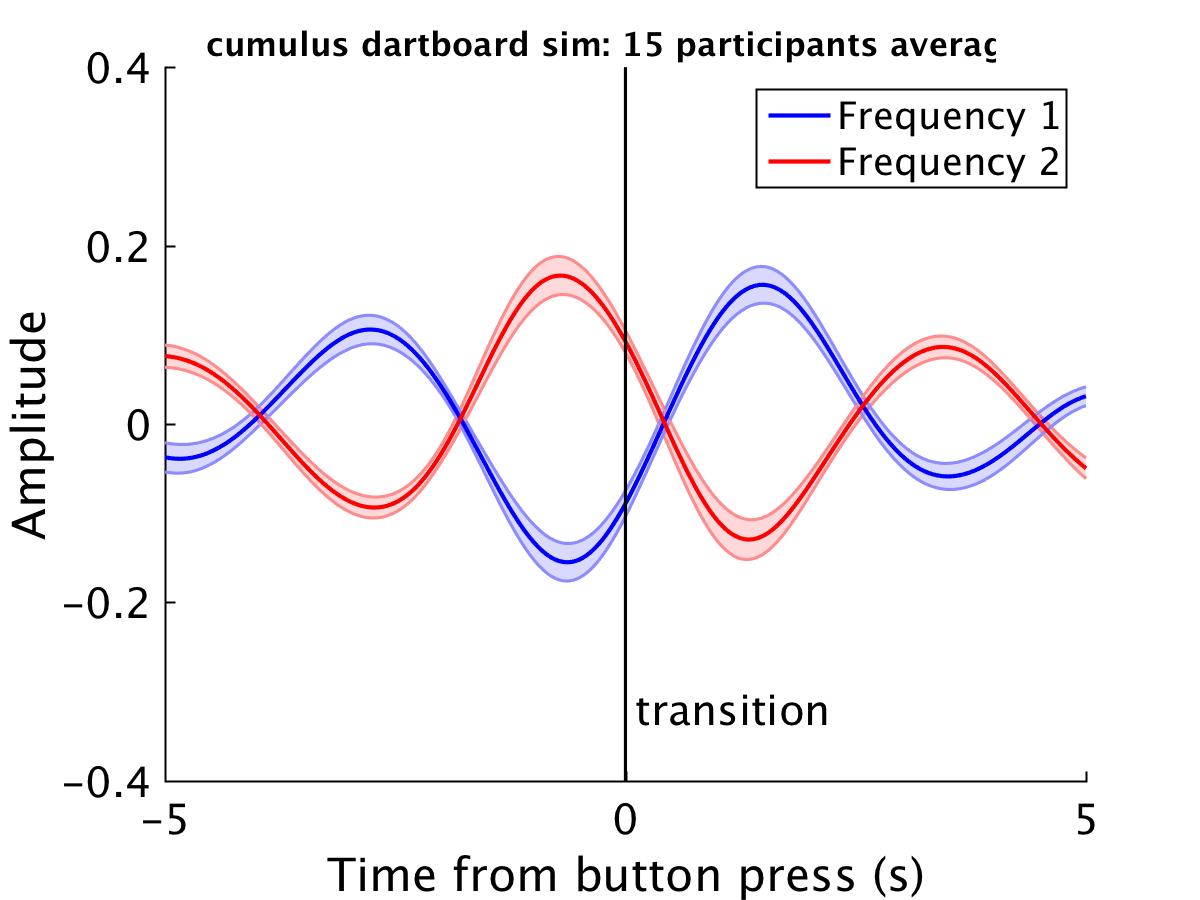 cumulus dartboard sim: 15 participants averag
0.4
0.2
0
−0.2
−0.4
Amplitude
Frequency 1
Frequency 2
transition
−5
0
5
Time from button press (s)